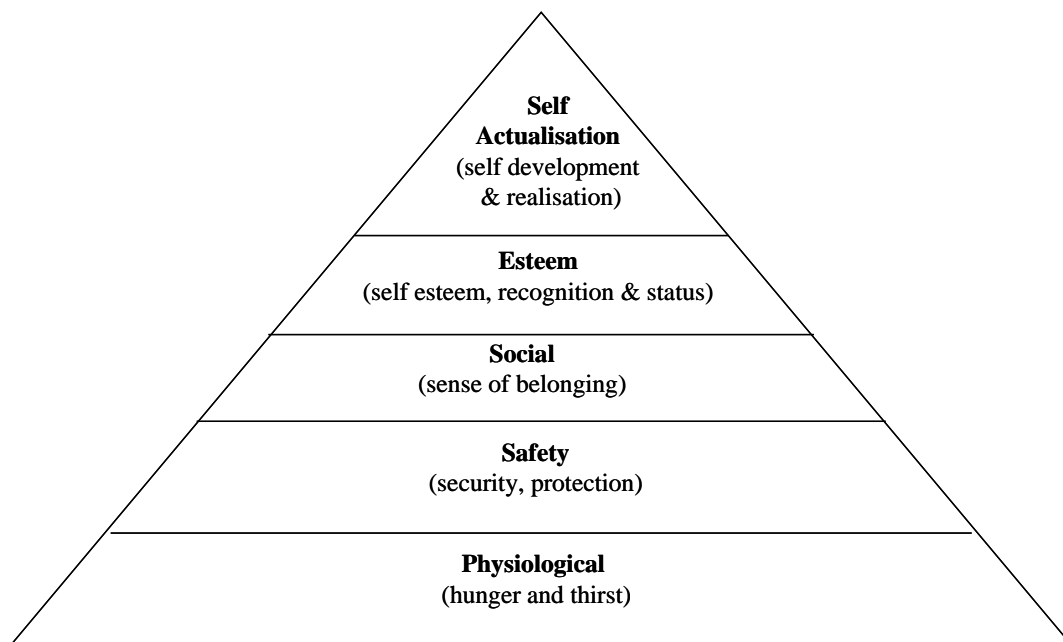 Self
Actualisation
(self development
& realisation)
Esteem
(self esteem, recognition & status)
Social
(sense of belonging)
Safety
(security, protection)
Physiological
(hunger and thirst)